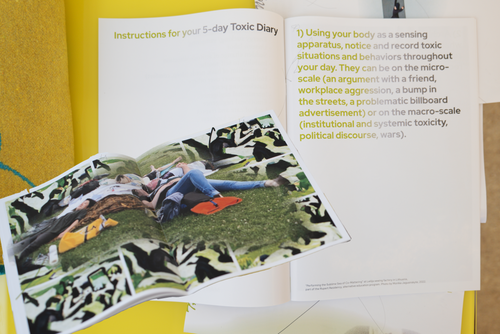 Instructions for your 5-day Toxic Diary
1) Using your body as a sensing
apparatus, notice and record toxic
situations and behaviors throughout
your day. They can be on the micro-
scale (an argument with a friend,
workplace aggression, a bump in
the streets, a problematic billboard
advertisement) or on the macro-scale
(institutional and systemic toxicity,
political discourse, wars).